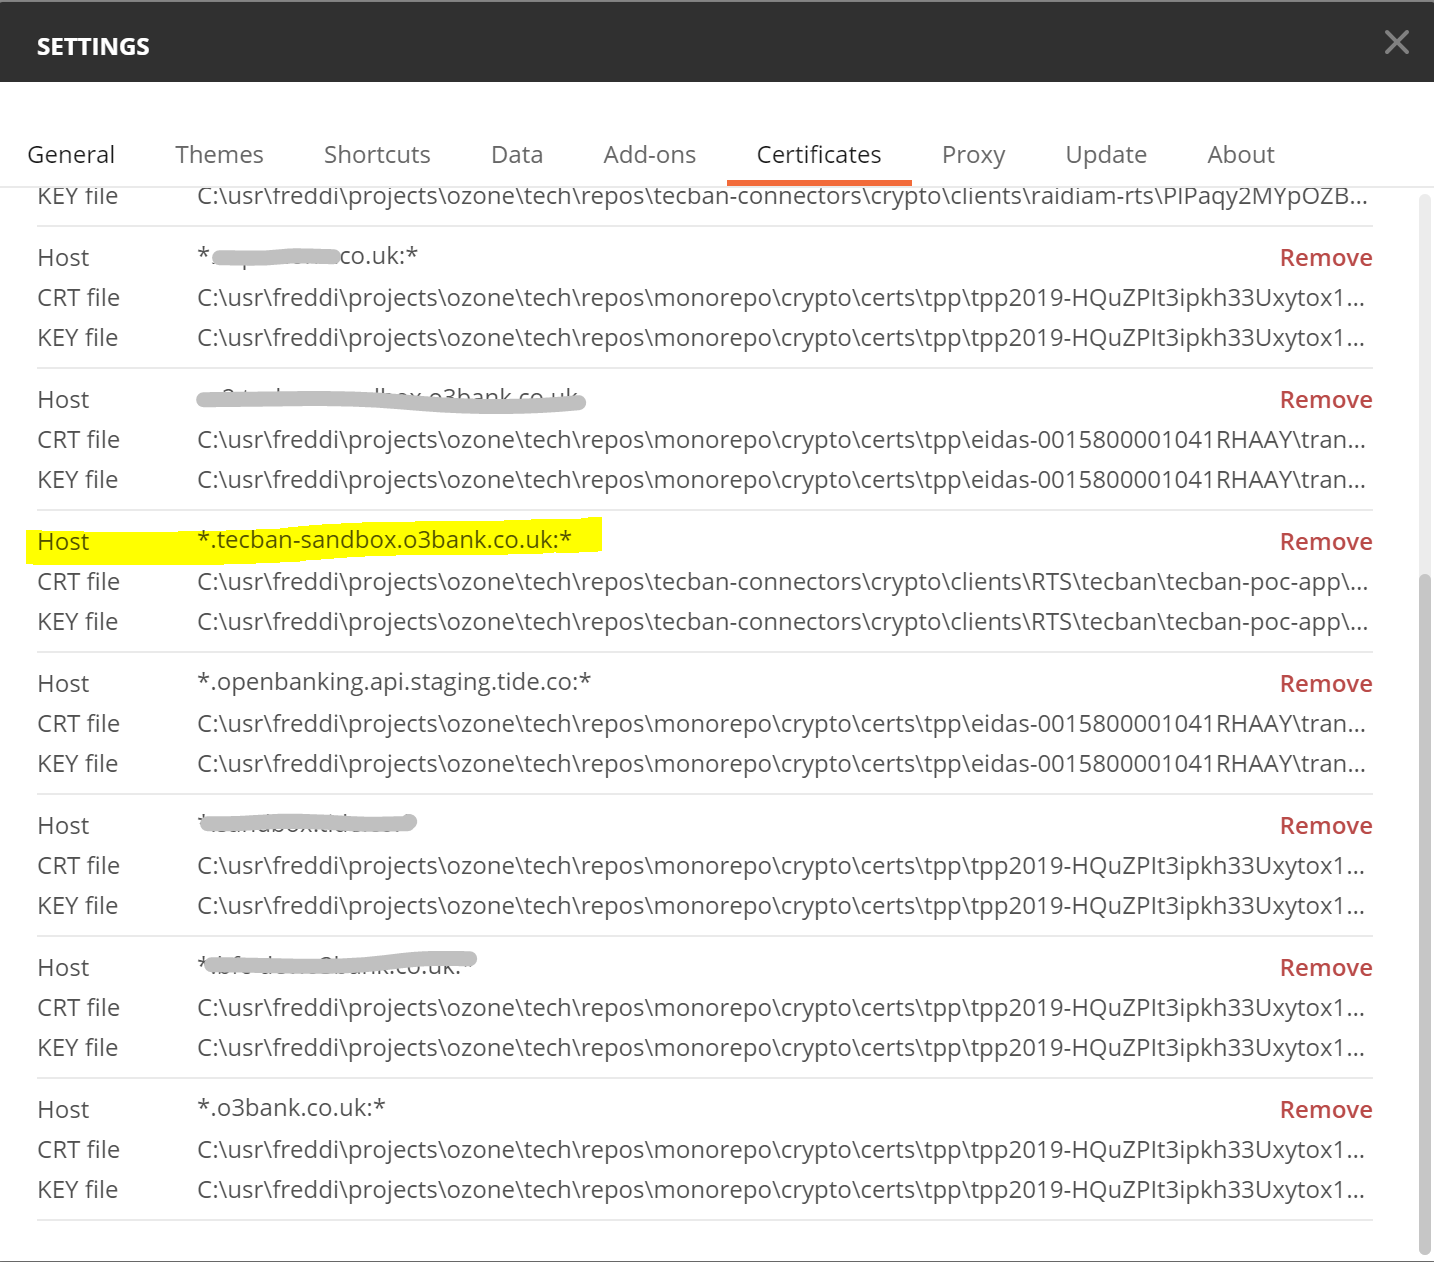 SETTINGS
General Themes Shortcuts Data Add-ons Certificates Proxy Update About
KEY file C:\usr\freddi\projects\ozone\tech\repos\tecban-connectors\crypto\clients\raidiam-rts\PIPaqy2MYpOZB...
Host *. co.uk:* Remove
CRT file C:\usr\freddi\projects\ozone\tech\repos\monorepo\crypto\certs\tpp\tpp2019-HQuZPIt3ipkh33Uxytox1...
KEY file C:\usr\freddi\projects\ozone\tech\repos\monorepo\crypto\certs\tpp\tpp2019-HQuZPIt3ipkh33Uxytox1...
Host Remove
CRT file C:\usr\freddi\projects\ozone\tech\repos\monorepo\crypto\certs\tpp\eidas-0015800001041RHAAY\tran...
KEY file C:\usr\freddi\projects\ozone\tech\repos\monorepo\crypto\certs\tpp\eidas-0015800001041RHAAY\tran...
Host *.tecban-sandbox.o3bank.co.uk:* Remove
CRT file C:\usr\freddi\projects\ozone\tech\repos\tecban-connectors\crypto\clients\RTS\tecban\tecban-poc-app\...
KEY file C:\usr\freddi\projects\ozone\tech\repos\tecban-connectors\crypto\clients\RTS\tecban\tecban-poc-app\...
Host *.openbanking.api.staging.tide.co:* Remove
CRT file C:\usr\freddi\projects\ozone\tech\repos\monorepo\crypto\certs\tpp\eidas-0015800001041RHAAY\tran...
KEY file C:\usr\freddi\projects\ozone\tech\repos\monorepo\crypto\certs\tpp\eidas-0015800001041RHAAY\tran...
Host Remove
CRT file C:\usr\freddi\projects\ozone\tech\repos\monorepo\crypto\certs\tpp\tpp2019-HQuZPIt3ipkh33Uxytox1...
KEY file C:\usr\freddi\projects\ozone\tech\repos\monorepo\crypto\certs\tpp\tpp2019-HQuZPIt3ipkh33Uxytox1...
Host Remove
CRT file C:\usr\freddi\projects\ozone\tech\repos\monorepo\crypto\certs\tpp\tpp2019-HQuZPIt3ipkh33Uxytox1...
KEY file C:\usr\freddi\projects\ozone\tech\repos\monorepo\crypto\certs\tpp\tpp2019-HQuZPIt3ipkh33Uxytox1...
Host *.o3bank.co.uk:* Remove
CRT file C:\usr\freddi\projects\ozone\tech\repos\monorepo\crypto\certs\tpp\tpp2019-HQuZPIt3ipkh33Uxytox1...
KEY file C:\usr\freddi\projects\ozone\tech\repos\monorepo\crypto\certs\tpp\tpp2019-HQuZPIt3ipkh33Uxytox1...